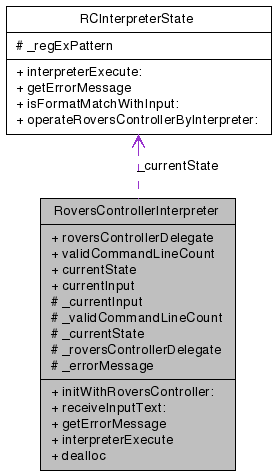 RCInterpreterState
# _regExPattern
+ interpreterExecute:
+ getErrorMessage
+ isFormatMatchWithInput:
+ operateRoversControllerByInterpreter:
_currentState
RoversControllerInterpreter
+ roversControllerDelegate
+ validCommandLineCount
+ currentState
+ currentInput
# _currentInput
# _validCommandLineCount
# _currentState
# _roversControllerDelegate
# _errorMessage
+ initWithRoversController:
+ receiveInputText:
+ getErrorMessage
+ interpreterExecute
+ dealloc